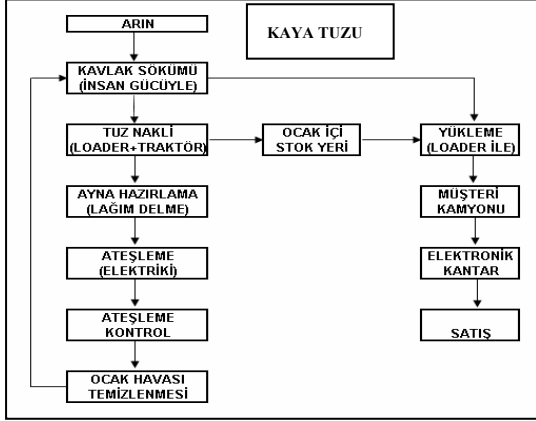 ARIN
KAYA TUZU
KAVLAK SÖKÜMÜ
(İNSAN GÜCÜYLE)
TUZ NAKLİ
(LOADER+TRAKTÖR)
OCAK İÇİ
STOK YERİ
YÜKLEME
(LOADER İLE)
AYNA HAZIRLAMA
(LAĞIM DELME)
MÜŞTERİ
KAMYONU
ATEŞLEME
(ELEKTRİKİ)
ELEKTRONİK
KANTAR
ATEŞLEME
KONTROL
SATIŞ
OCAK HAVASI
TEMİZLENMESİ